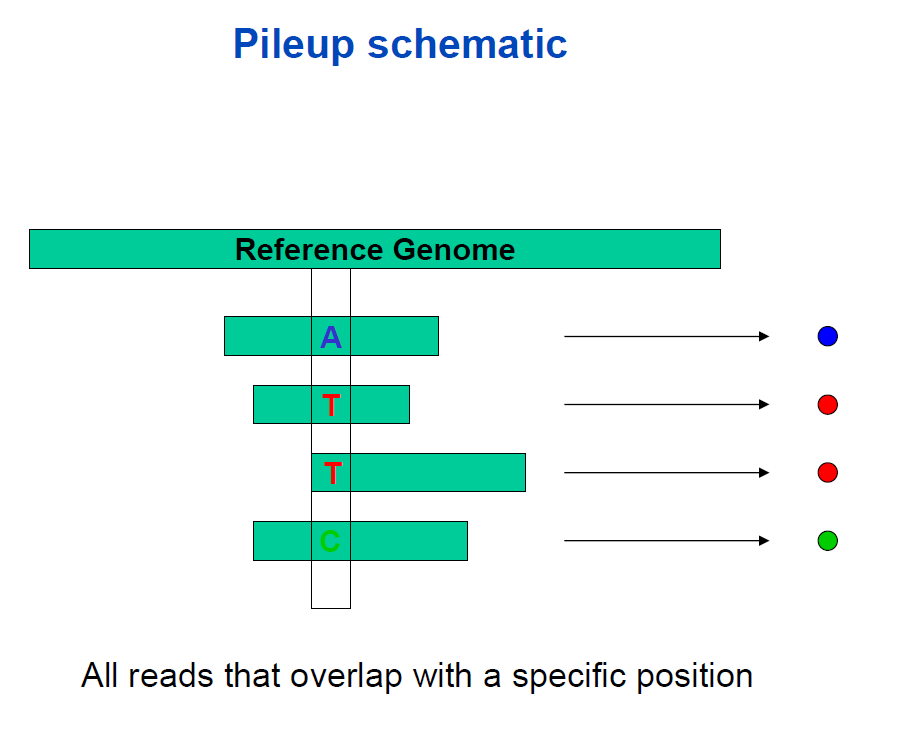 Pileup schematic
Reference Genome
A
T
T
C
All reads that overlap with a specific position